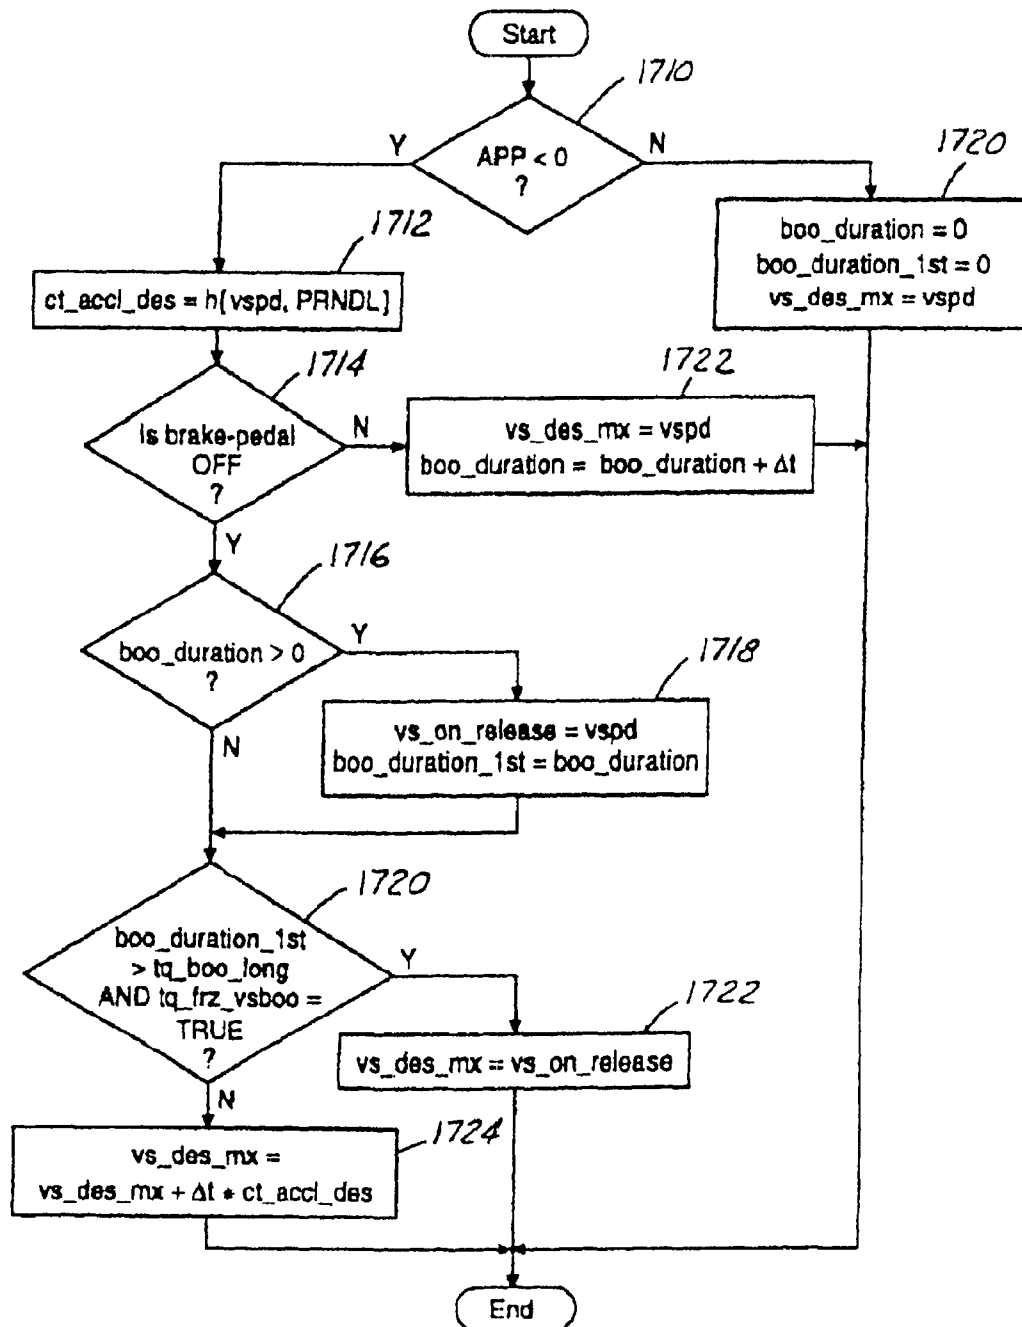 Start
1710
APP < 0
?
Y
N
1720
boo_duration = 0
boo_duration_1st = 0
vs_des_mx = vspd
1712
ct_accl_des = h[vspd, PRNDL]
1714
Is brake-pedal
OFF
?
N
Y
1722
vs_des_mx = vspd
boo_duration = boo_duration + Δt
1716
boo_duration > 0
?
Y
N
1718
vs_on_release = vspd
boo_duration_1st = boo_duration
1720
boo_duration_1st
> tq_boo_long
AND tq_frz_vsboo =
TRUE
?
Y
N
1722
vs_des_mx = vs_on_release
1724
vs_des_mx =
vs_des_mx + Δt * ct_accl_des
End